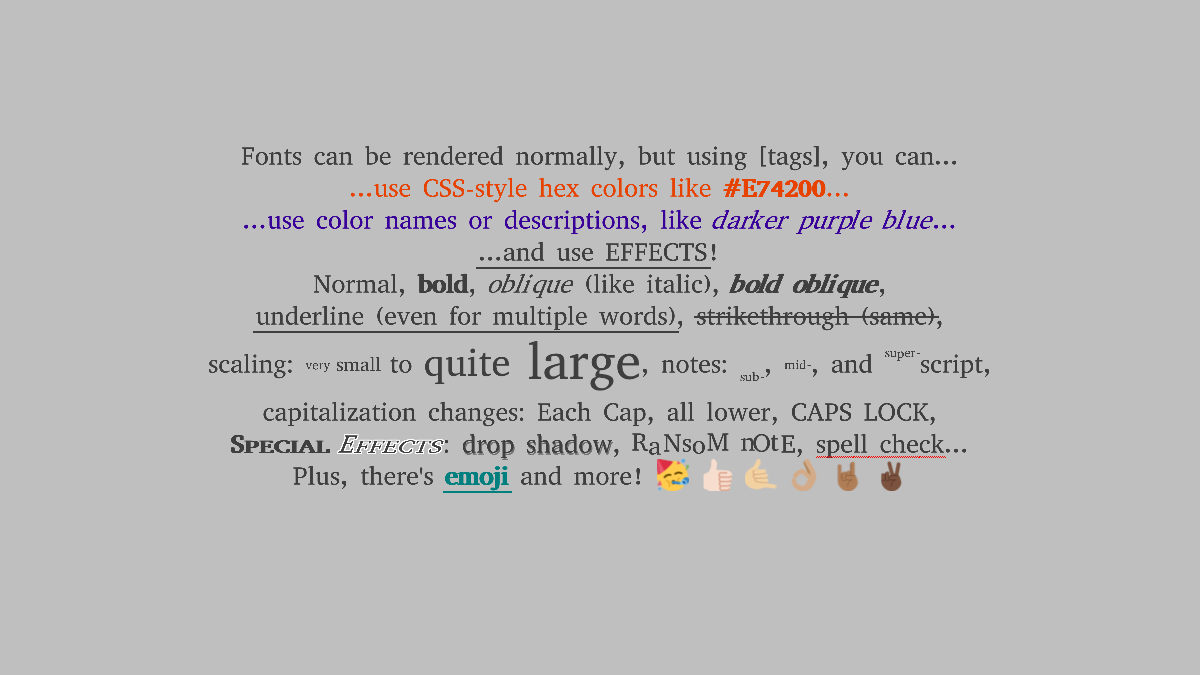 Fonts can be rendered normally, but using [tags], you can...
...use CSS-style hex colors like #E74200...
...use color names or descriptions, like darker purple blue...
...and use EFFECTS!
Normal, bold, oblique (like italic), bold oblique,
underline (even for multiple words), strikethrough (same),
scaling: very small to quite large, notes: sub-, mid-, and super-script,
capitalization changes: Each Cap, all lower, CAPS LOCK,
Special Effects: drop shadow, RaNsoM nOtE, spell check...
Plus, there's emoji and more! 🥳 👍🏻 🤙🏼 👌🏽 🤘🏾 ✌🏿